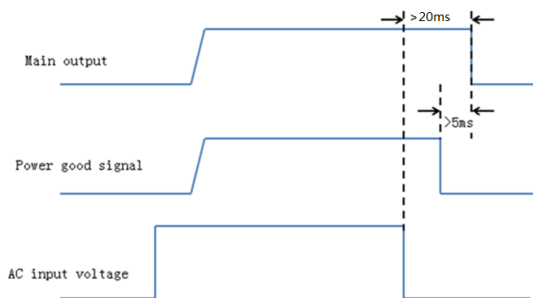 >20ms
Main output
>5ms
Power good signal
AC input voltage